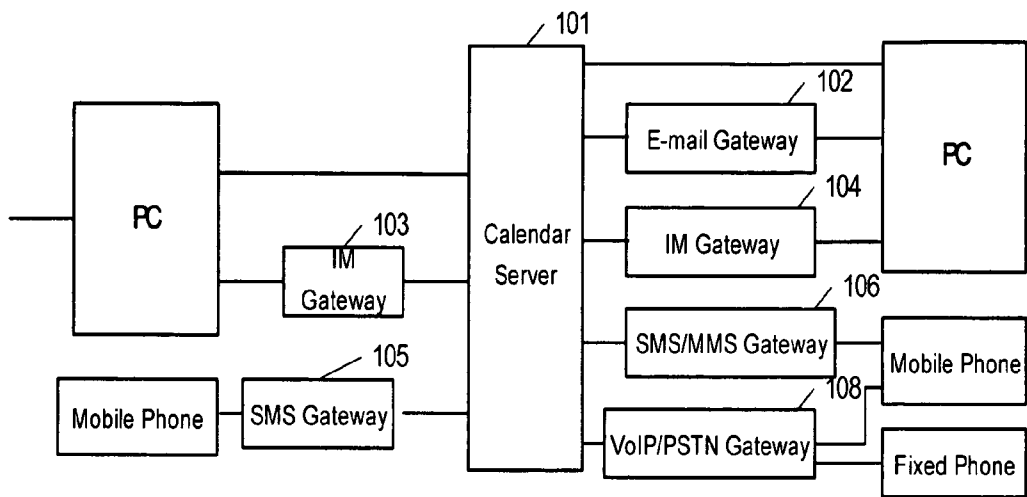 101
102
E-mail Gateway
PC
PC
104
103
IM
Gateway
Calendar
Server
IM Gateway
106
105
SMS/MMS Gateway
Mobile Phone
Mobile Phone
SMS Gateway
108
VoIP/PSTN Gateway
Fixed Phone